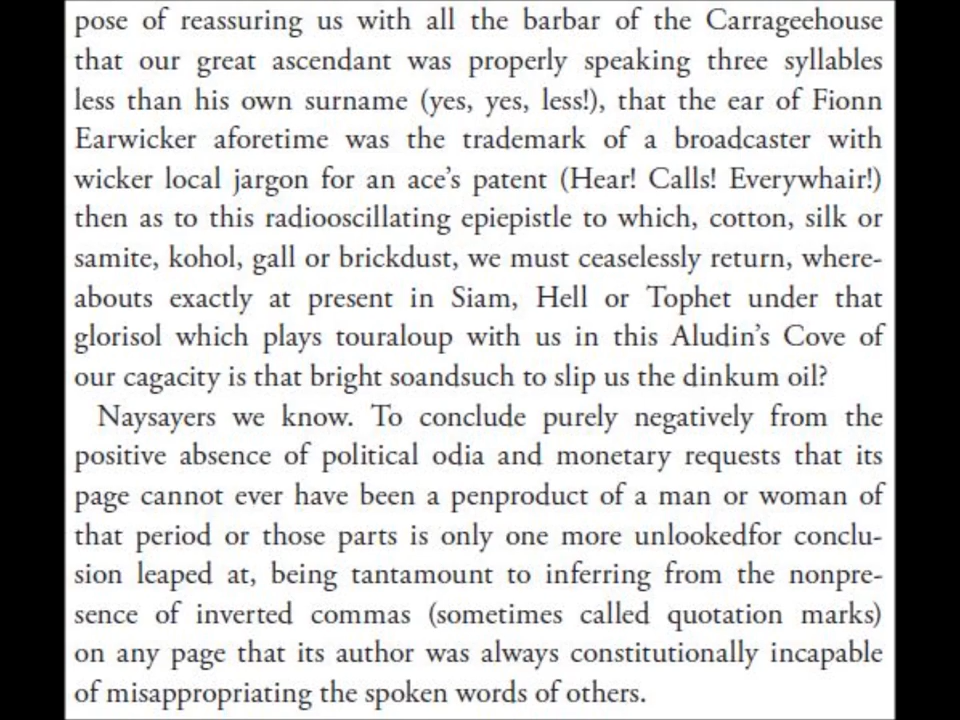 pose of reassuring us with all the barbar of the Carrageehouse
that our great ascendant was properly speaking three syllables
less than his own surname (yes, yes, less!), that the ear of Fionn
Earwicker aforetime was the trademark of a broadcaster with
wicker local jargon for an ace’s patent (Hear! Calls! Everywhair!)
then as to this radiooscillating epiepistle to which, cotton, silk or
samite, kohol, gall or brickdust, we must ceaselessly return, where-
abouts exactly at present in Siam, Hell or Tophet under that
glorisol which plays touraloup with us in this Aludin’s Cove of
our cagacity is that bright soandsuch to slip us the dinkum oil?
Naysayers we know. To conclude purely negatively from the
positive absence of political odia and monetary requests that its
page cannot ever have been a penproduct of a man or woman of
that period or those parts is only one more unlookedfor conclu-
sion leaped at, being tantamount to inferring from the nonpre-
sence of inverted commas (sometimes called quotation marks)
on any page that its author was always constitutionally incapable
of misappropriating the spoken words of others.